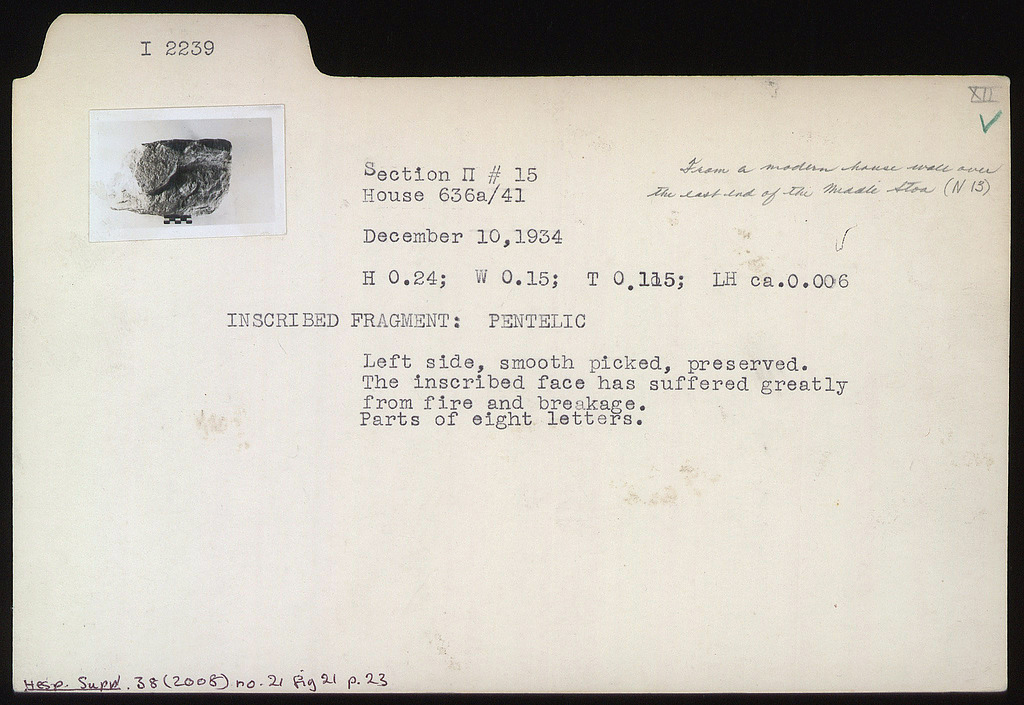 I 2239
XII
Section Π # 15
House 636a/41
From a modern house wall over
the east end of the Middle Stoa (N 13)
December 10,1934
H 0.24; W 0.15; T 0.115; LH ca.0.006
INSCRIBED FRAGMENT: PENTELIC
Left side, smooth picked, preserved.
The inscribed face has suffered greatly
from fire and breakage.
Parts of eight letters.
Hesp. Suppl. 38 (2008) no. 21 fig 21 p. 23